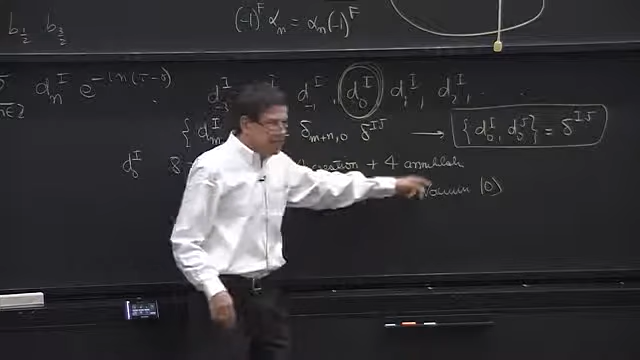 b_{1/2} b_{3/2} (-1)^F α_n = α_n (-1)^F
n∈Z d_n^I e^{-in(τ-σ)} d_{-1}^I, d_0^I, d_1^I, d_2^I, ...
{d_m^I δ_{m+n,0} δ^{IJ} → {d_0^I, d_0^J} = δ^{IJ}
d_0^I 8 creation + 4 annihilat
Vacuum |0⟩